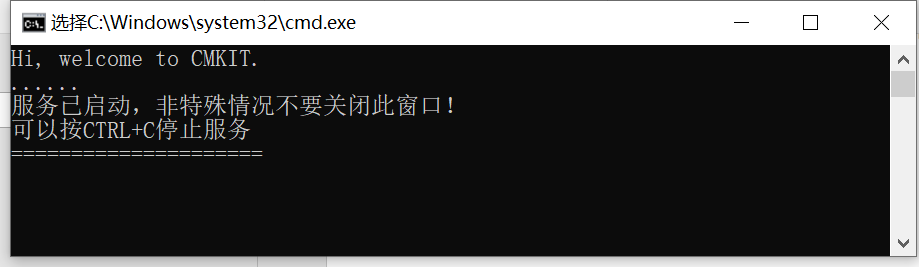 选择C:\Windows\system32\cmd.exe
Hi, welcome to CMKIT.
......
服务已启动，非特殊情况不要关闭此窗口！
可以按CTRL+C停止服务
=====================